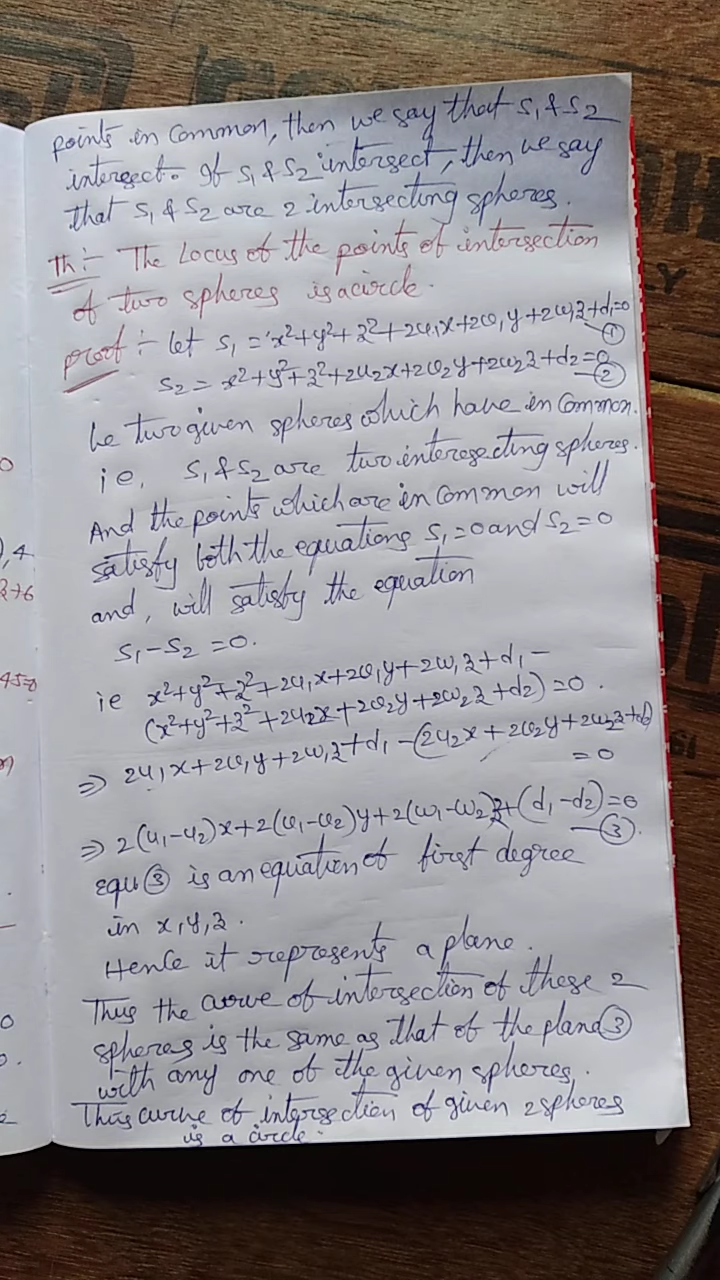 points in common, then we say that S₁ & S₂
intersect. If S₁ & S₂ intersect, then we say
that S₁ & S₂ are 2 intersecting spheres.
Th:- The Locus of the points of intersection
of two spheres is a circle.
Proof:- Let S₁ = x²+y²+z²+2u₁x+2v₁y+2w₁z+d₁=0 —①
S₂ = x²+y²+z²+2u₂x+2v₂y+2w₂z+d₂=0 —②
be two given spheres which have in common.
ie, S₁ & S₂ are two intersecting spheres.
And the points which are in common will
satisfy both the equations S₁=0 and S₂=0
and, will satisfy the equation
S₁-S₂=0.
ie x²+y²+z²+2u₁x+2v₁y+2w₁z+d₁-
(x²+y²+z²+2u₂x+2v₂y+2w₂z+d₂)=0.
⇒ 2u₁x+2v₁y+2w₁z+d₁-(2u₂x+2v₂y+2w₂z+d₂)
=0
⇒ 2(u₁-u₂)x+2(v₁-v₂)y+2(w₁-w₂)z+(d₁-d₂)=0
—③.
equ ③ is an equation of first degree
in x,y,z.
Hence it represents a plane.
Thus the curve of intersection of these 2
spheres is the same as that of the plane ③
with any one of the given spheres.
Thus curve of intersection of given 2 spheres
is a circle.
0
,4
2+6
45=0
0